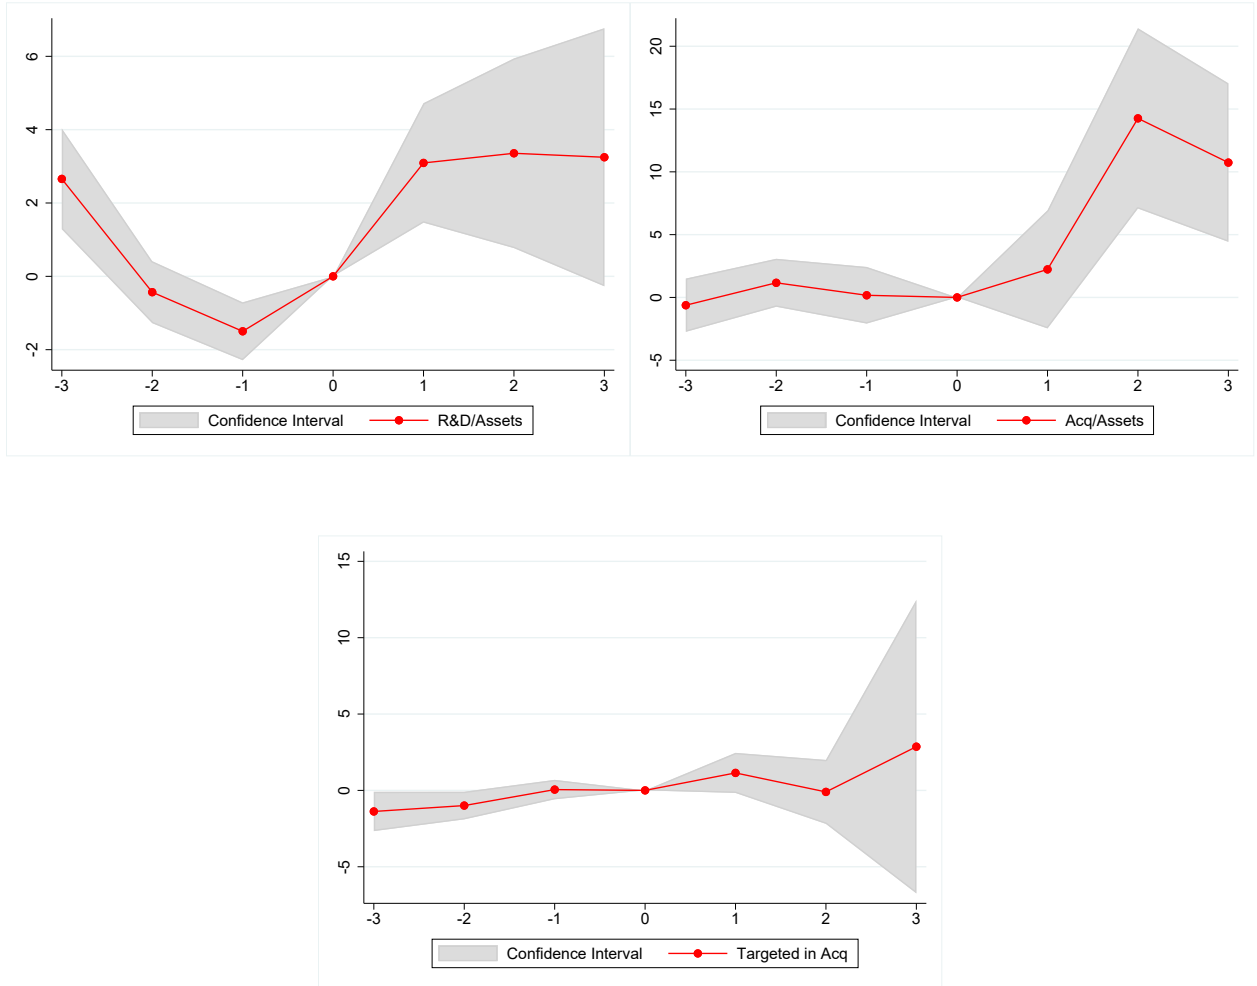 6
4
2
0
-2
-3 -2 -1 0 1 2 3
Confidence Interval R&D/Assets
20
15
10
5
0
-5
-3 -2 -1 0 1 2 3
Confidence Interval Acq/Assets
15
10
5
0
-5
-3 -2 -1 0 1 2 3
Confidence Interval Targeted in Acq